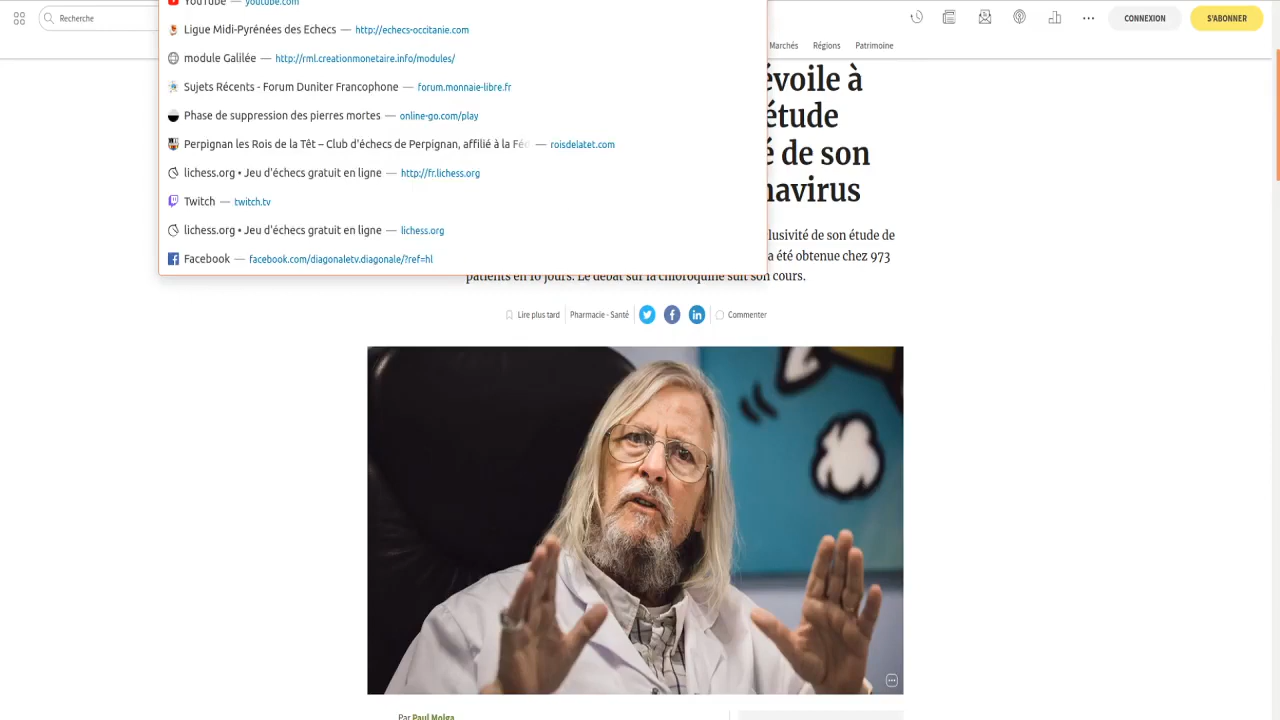 Recherche
YouTube — youtube.com
Ligue Midi-Pyrénées des Echecs — http://echecs-occitanie.com
module Galilée — http://rml.creationmonetaire.info/modules/
Sujets Récents - Forum Duniter Francophone — forum.monnaie-libre.fr
Phase de suppression des pierres mortes — online-go.com/play
Perpignan les Rois de la Têt – Club d'échecs de Perpignan, affilié à la Féd — roisdelatet.com
lichess.org • Jeu d'échecs gratuit en ligne — http://fr.lichess.org
Twitch — twitch.tv
lichess.org • Jeu d'échecs gratuit en ligne — lichess.org
Facebook — facebook.com/diagonaletv.diagonale/?ref=hl
CONNEXION
S'ABONNER
Marchés Régions Patrimoine
évoile à
étude
é de son
navirus
lusivité de son étude de
a été obtenue chez 973
patients en 10 jours. Le débat sur la chloroquine suit son cours.
Lire plus tard Pharmacie - Santé Commenter
Par Paul Molga